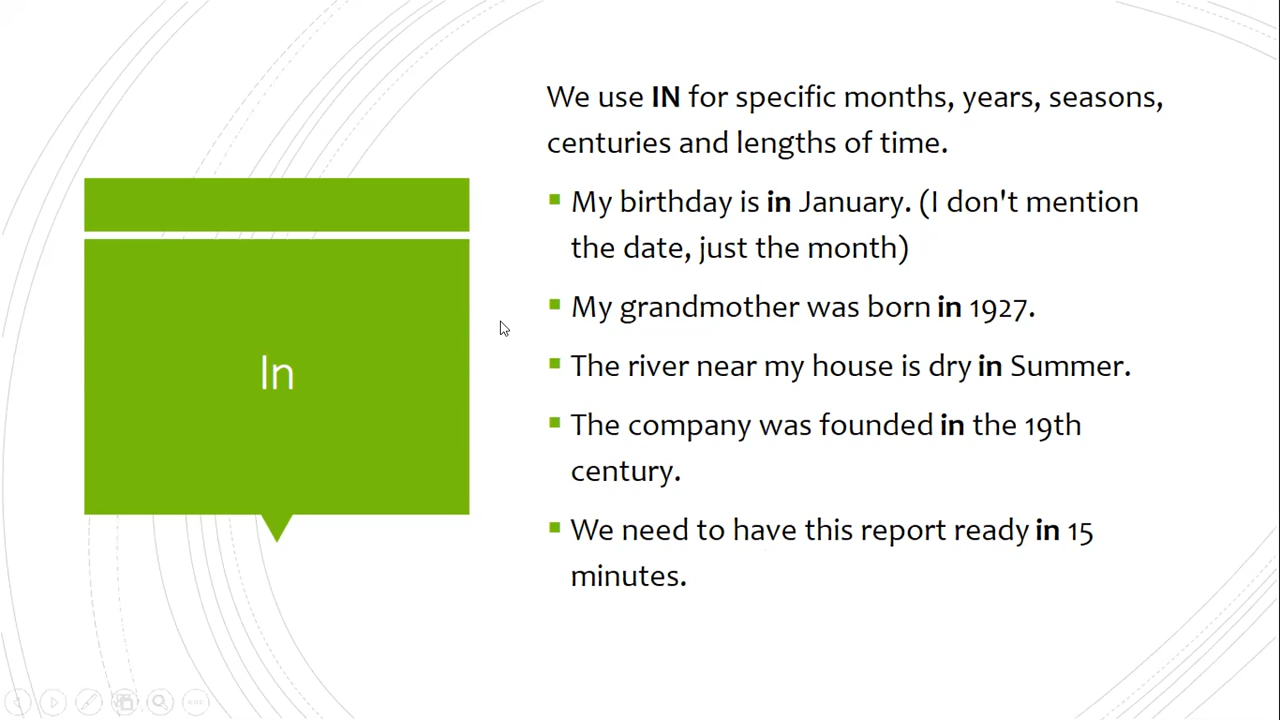 In
We use IN for specific months, years, seasons,
centuries and lengths of time.
My birthday is in January. (I don't mention
the date, just the month)
My grandmother was born in 1927.
The river near my house is dry in Summer.
The company was founded in the 19th
century.
We need to have this report ready in 15
minutes.